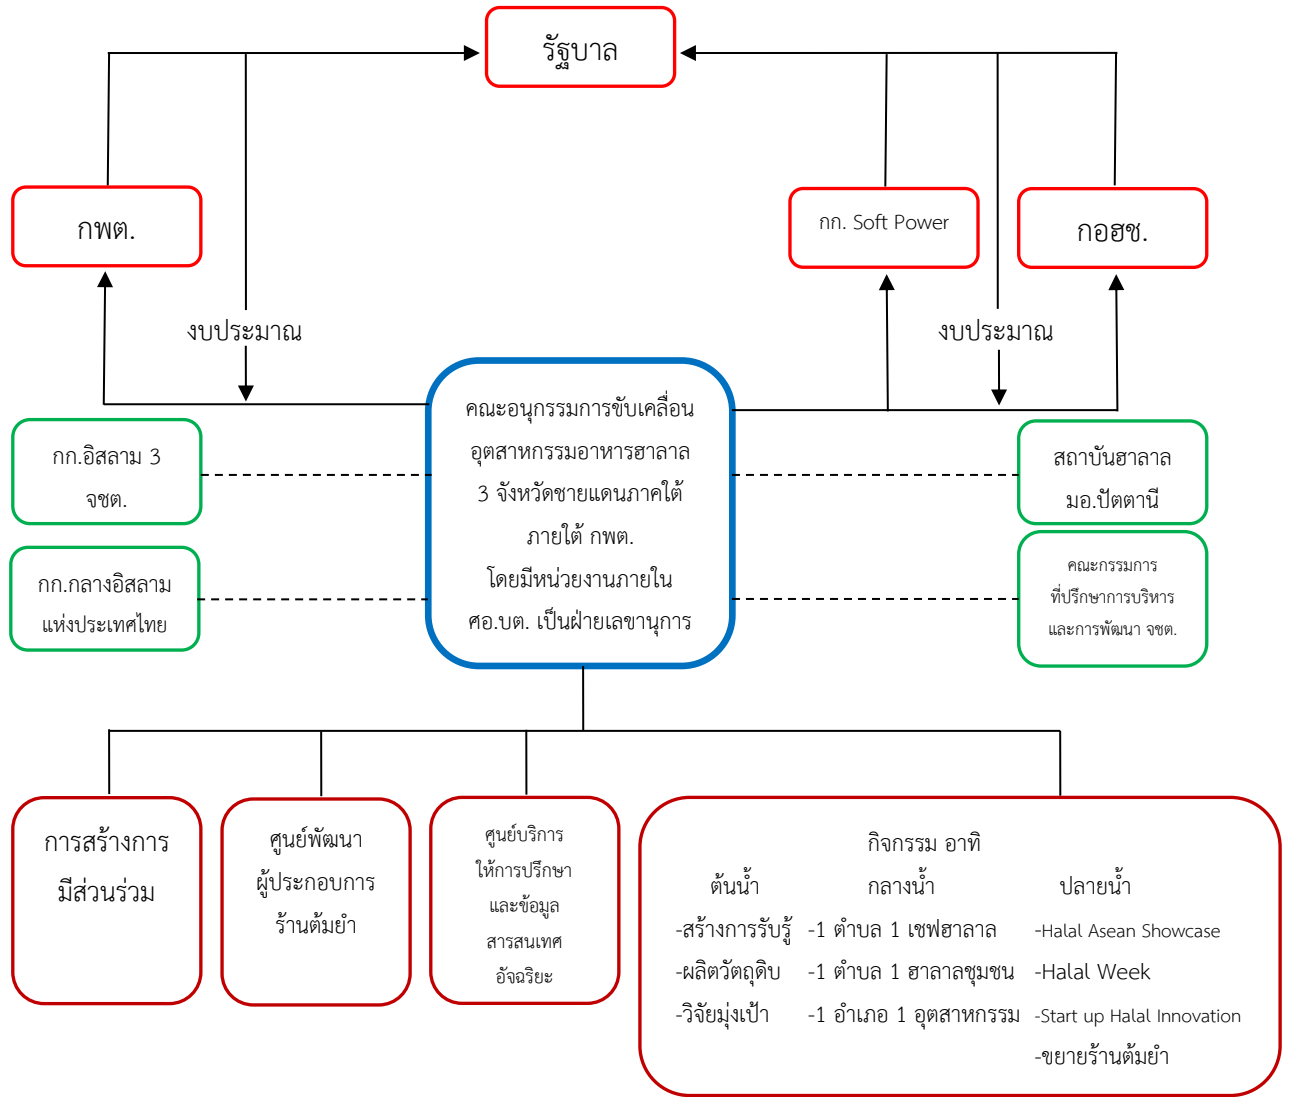 รัฐบาล
กพต.
กก. Soft Power
กอฮช.
งบประมาณ
งบประมาณ
คณะอนุกรรมการขับเคลื่อน
อุตสาหกรรมอาหารฮาลาล
3 จังหวัดชายแดนภาคใต้
ภายใต้ กพต.
โดยมีหน่วยงานภายใน
ศอ.บต. เป็นฝ่ายเลขานุการ
กก.อิสลาม 3
จชต.
กก.กลางอิสลาม
แห่งประเทศไทย
สถาบันฮาลาล
มอ.ปัตตานี
คณะกรรมการ
ที่ปรึกษาการบริหาร
และการพัฒนา จชต.
การสร้างการ
มีส่วนร่วม
ศูนย์พัฒนา
ผู้ประกอบการ
ร้านต้มยำ
ศูนย์บริการ
ให้การปรึกษา
และข้อมูล
สารสนเทศ
อัจฉริยะ
กิจกรรม อาทิ
ต้นน้ำ กลางน้ำ ปลายน้ำ
-สร้างการรับรู้ -1 ตำบล 1 เชฟฮาลาล -Halal Asean Showcase
-ผลิตวัตถุดิบ -1 ตำบล 1 ฮาลาลชุมชน -Halal Week
-วิจัยมุ่งเป้า -1 อำเภอ 1 อุตสาหกรรม -Start up Halal Innovation
-ขยายร้านต้มยำ